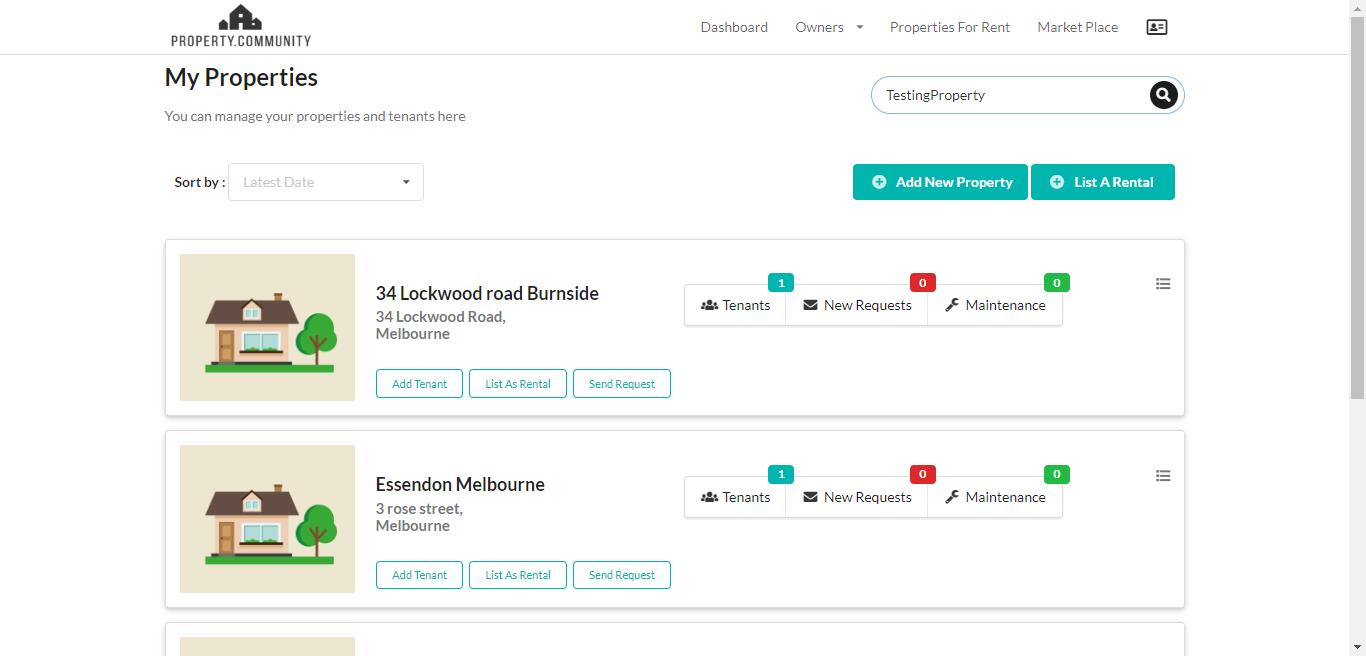 PROPERTY.COMMUNITY
Dashboard Owners Properties For Rent Market Place
My Properties
TestingProperty
You can manage your properties and tenants here
Sort by : Latest Date
Add New Property List A Rental
34 Lockwood road Burnside
34 Lockwood Road,
Melbourne
1 0 0
Tenants New Requests Maintenance
Add Tenant List As Rental Send Request
Essendon Melbourne
3 rose street,
Melbourne
1 0 0
Tenants New Requests Maintenance
Add Tenant List As Rental Send Request